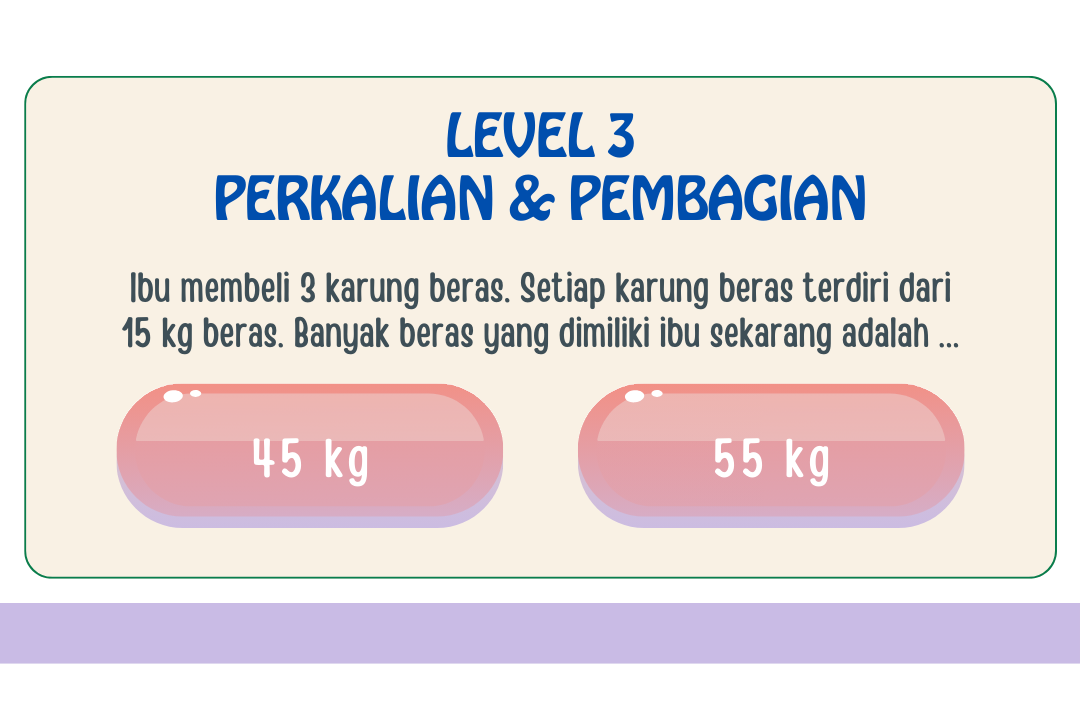 LEVEL 3
PERKALIAN & PEMBAGIAN
Ibu membeli 3 karung beras. Setiap karung beras terdiri dari
15 kg beras. Banyak beras yang dimiliki ibu sekarang adalah ...
45 kg
55 kg